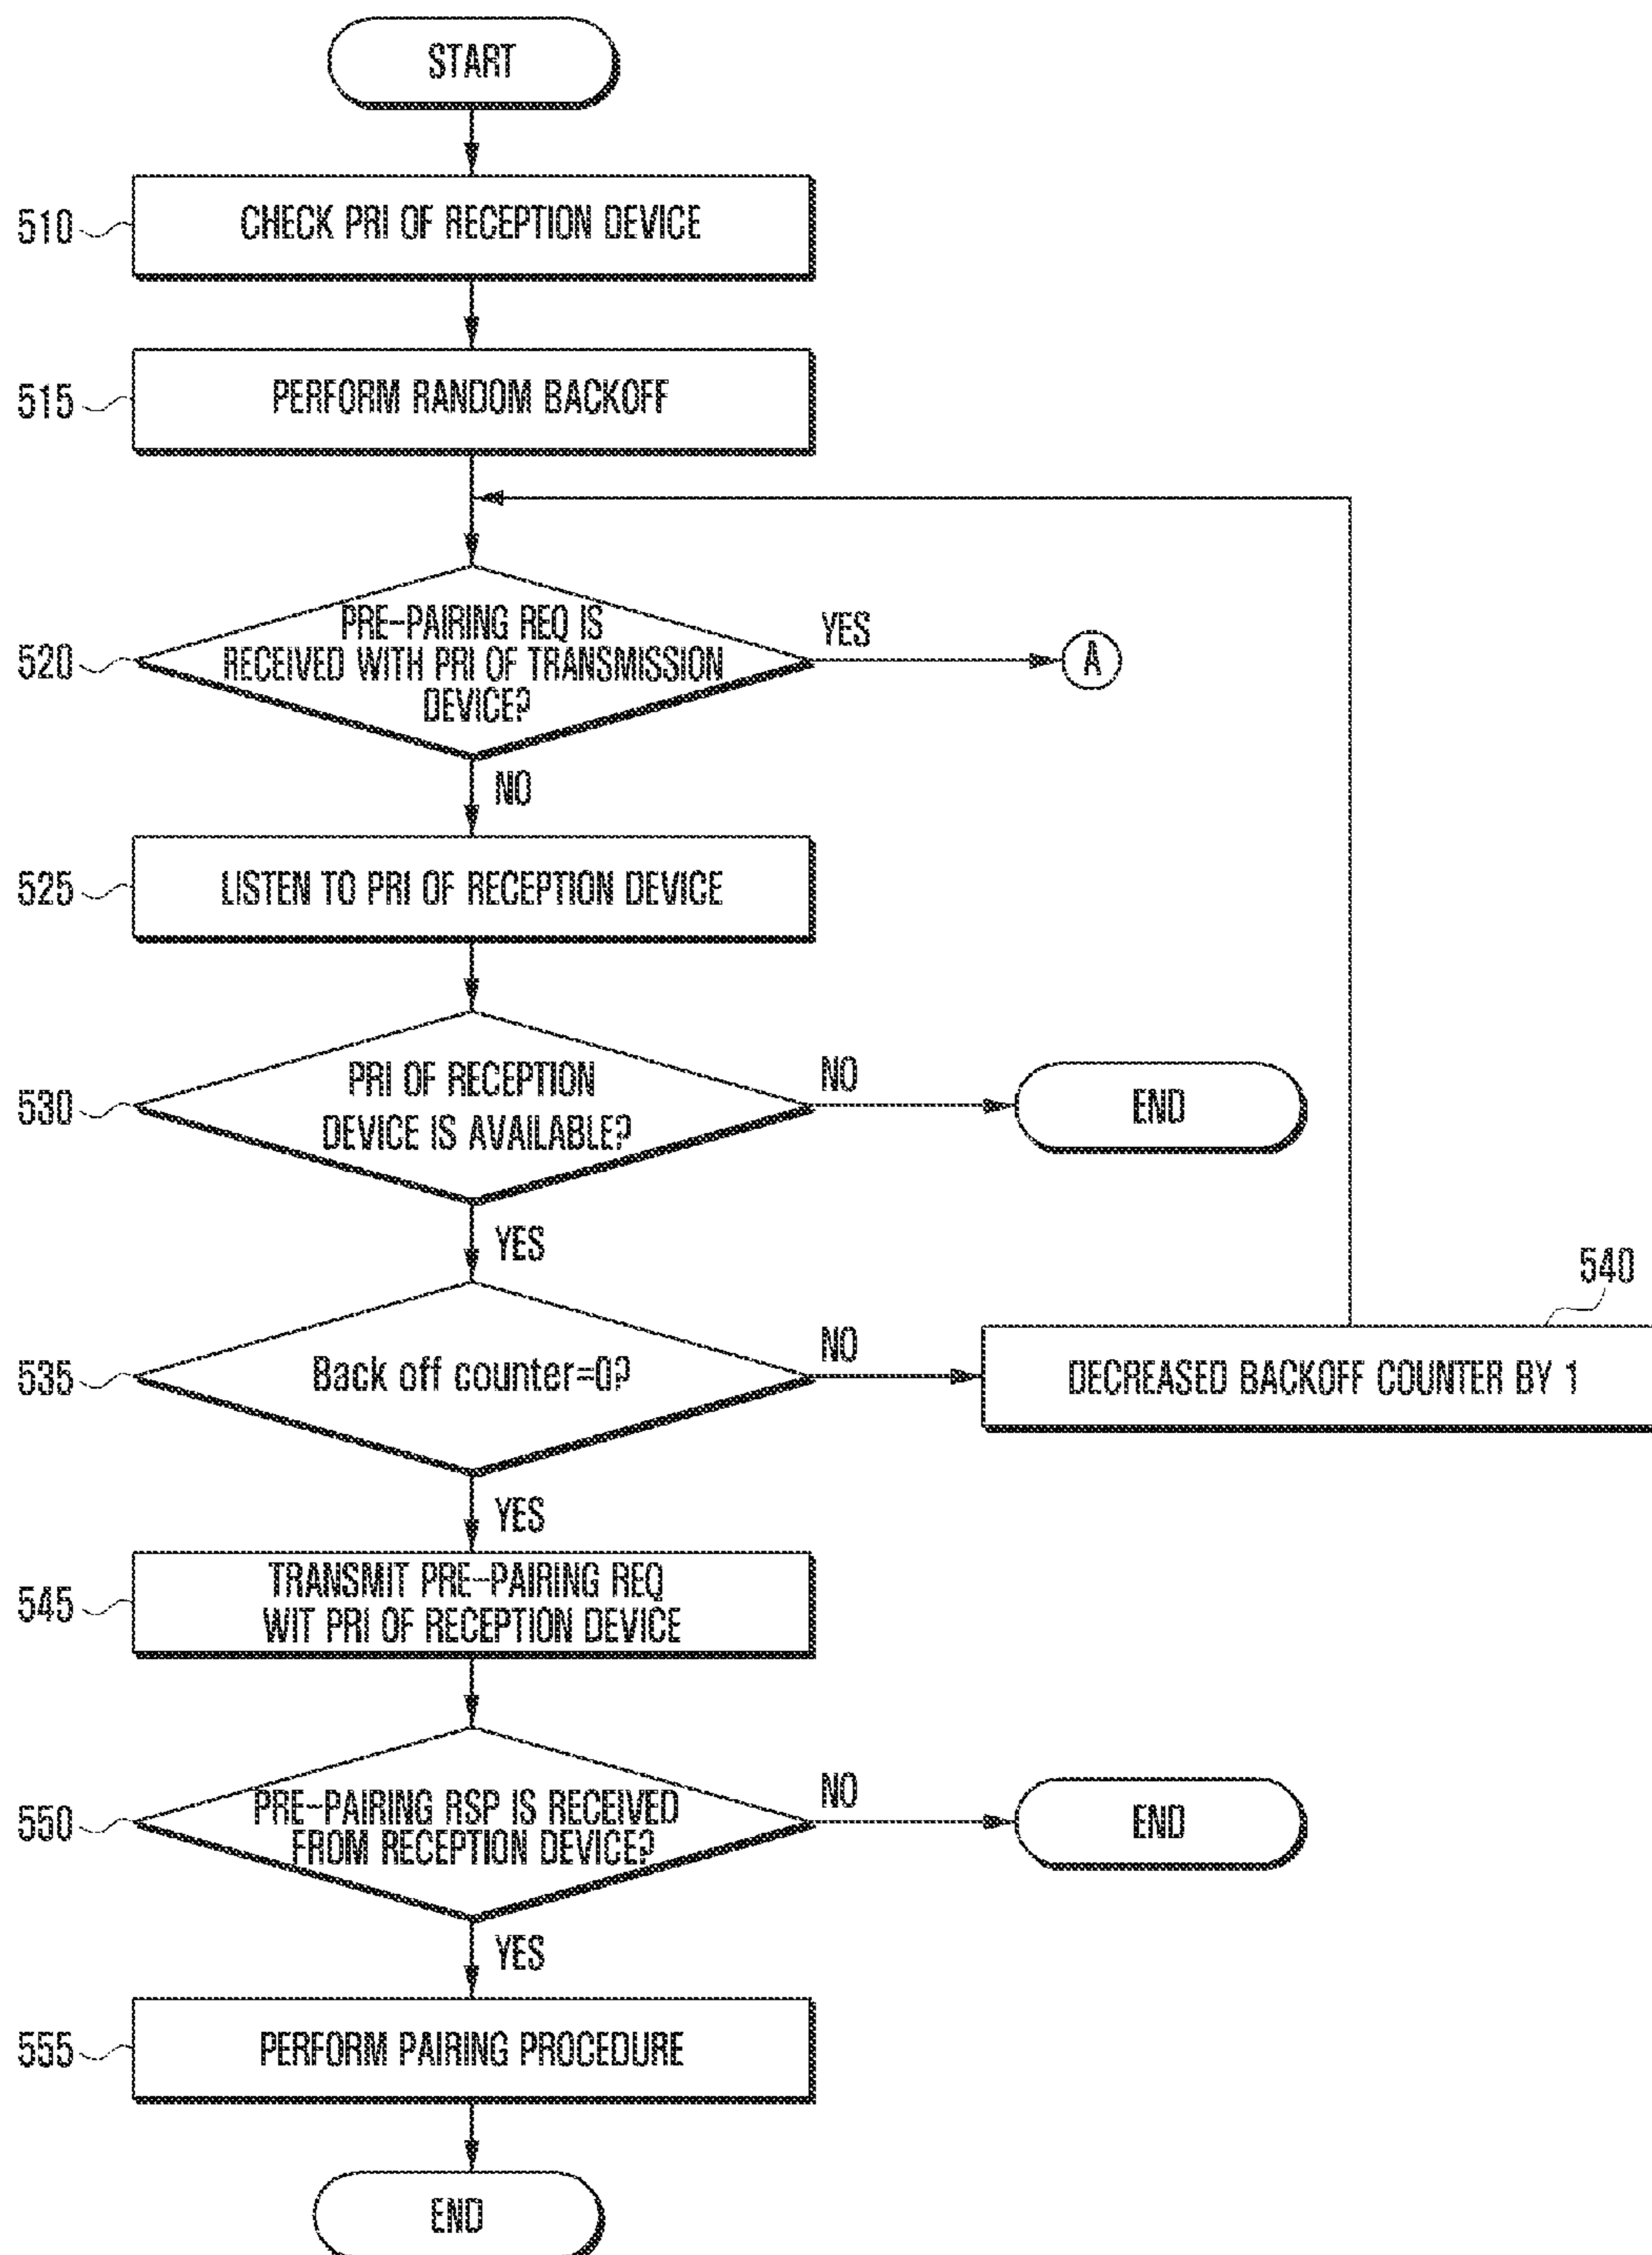 START
510
CHECK PRI OF RECEPTION DEVICE
515
PERFORM RANDOM BACKOFF
520
PRE-PAIRING REQ IS
RECEIVED WITH PRI OF TRANSMISSION
DEVICE?
YES
A
NO
525
LISTEN TO PRI OF RECEPTION DEVICE
530
PRI OF RECEPTION
DEVICE IS AVAILABLE?
NO
END
YES
535
Back off counter=0?
NO
540
DECREASED BACKOFF COUNTER BY 1
YES
545
TRANSMIT PRE-PAIRING REQ
WIT PRI OF RECEPTION DEVICE
550
PRE-PAIRING RSP IS RECEIVED
FROM RECEPTION DEVICE?
NO
END
YES
555
PERFORM PAIRING PROCEDURE
END